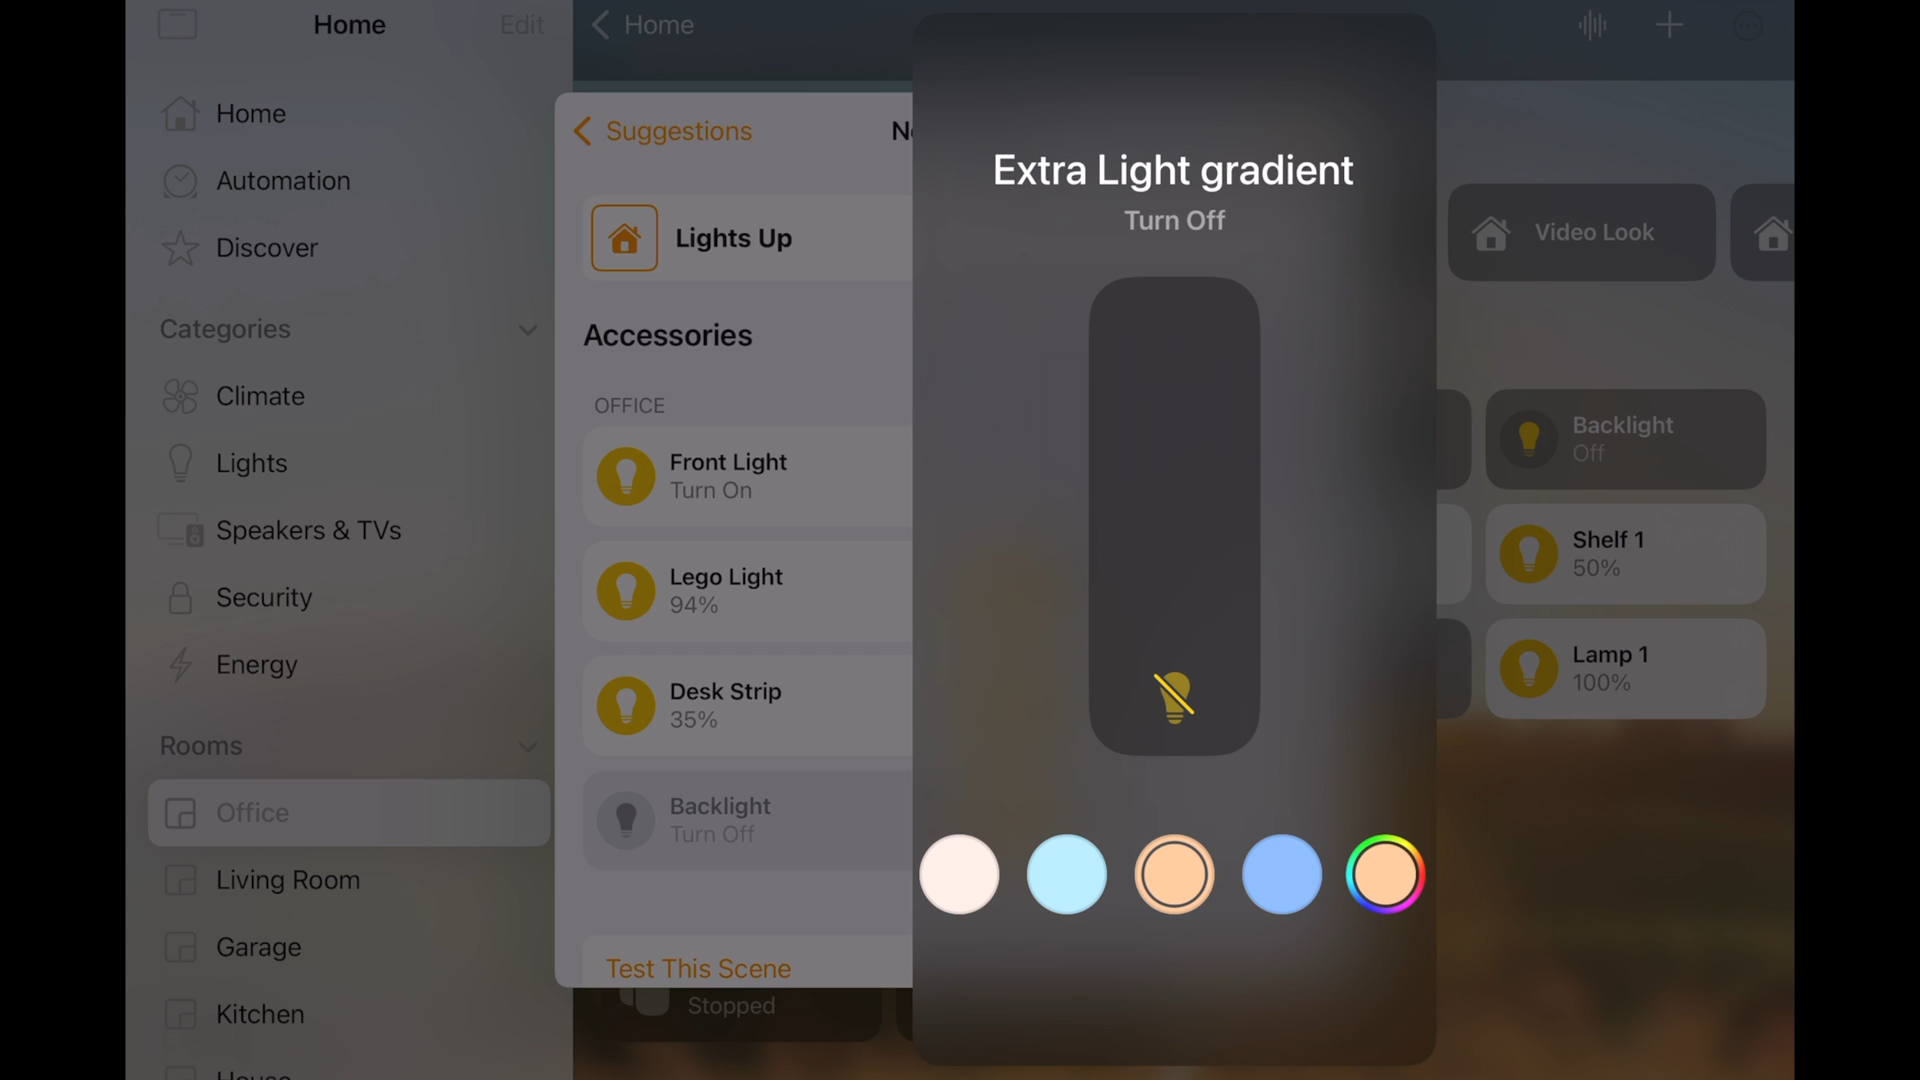 Home
Edit
Home
Automation
Discover
Categories
Climate
Lights
Speakers & TVs
Security
Energy
Rooms
Office
Living Room
Garage
Kitchen
House
Home
Suggestions
Lights Up
Accessories
OFFICE
Front Light
Turn On
Lego Light
94%
Desk Strip
35%
Backlight
Turn Off
Test This Scene
Stopped
Extra Light gradient
Turn Off
Video Look
Backlight
Off
Shelf 1
50%
Lamp 1
100%